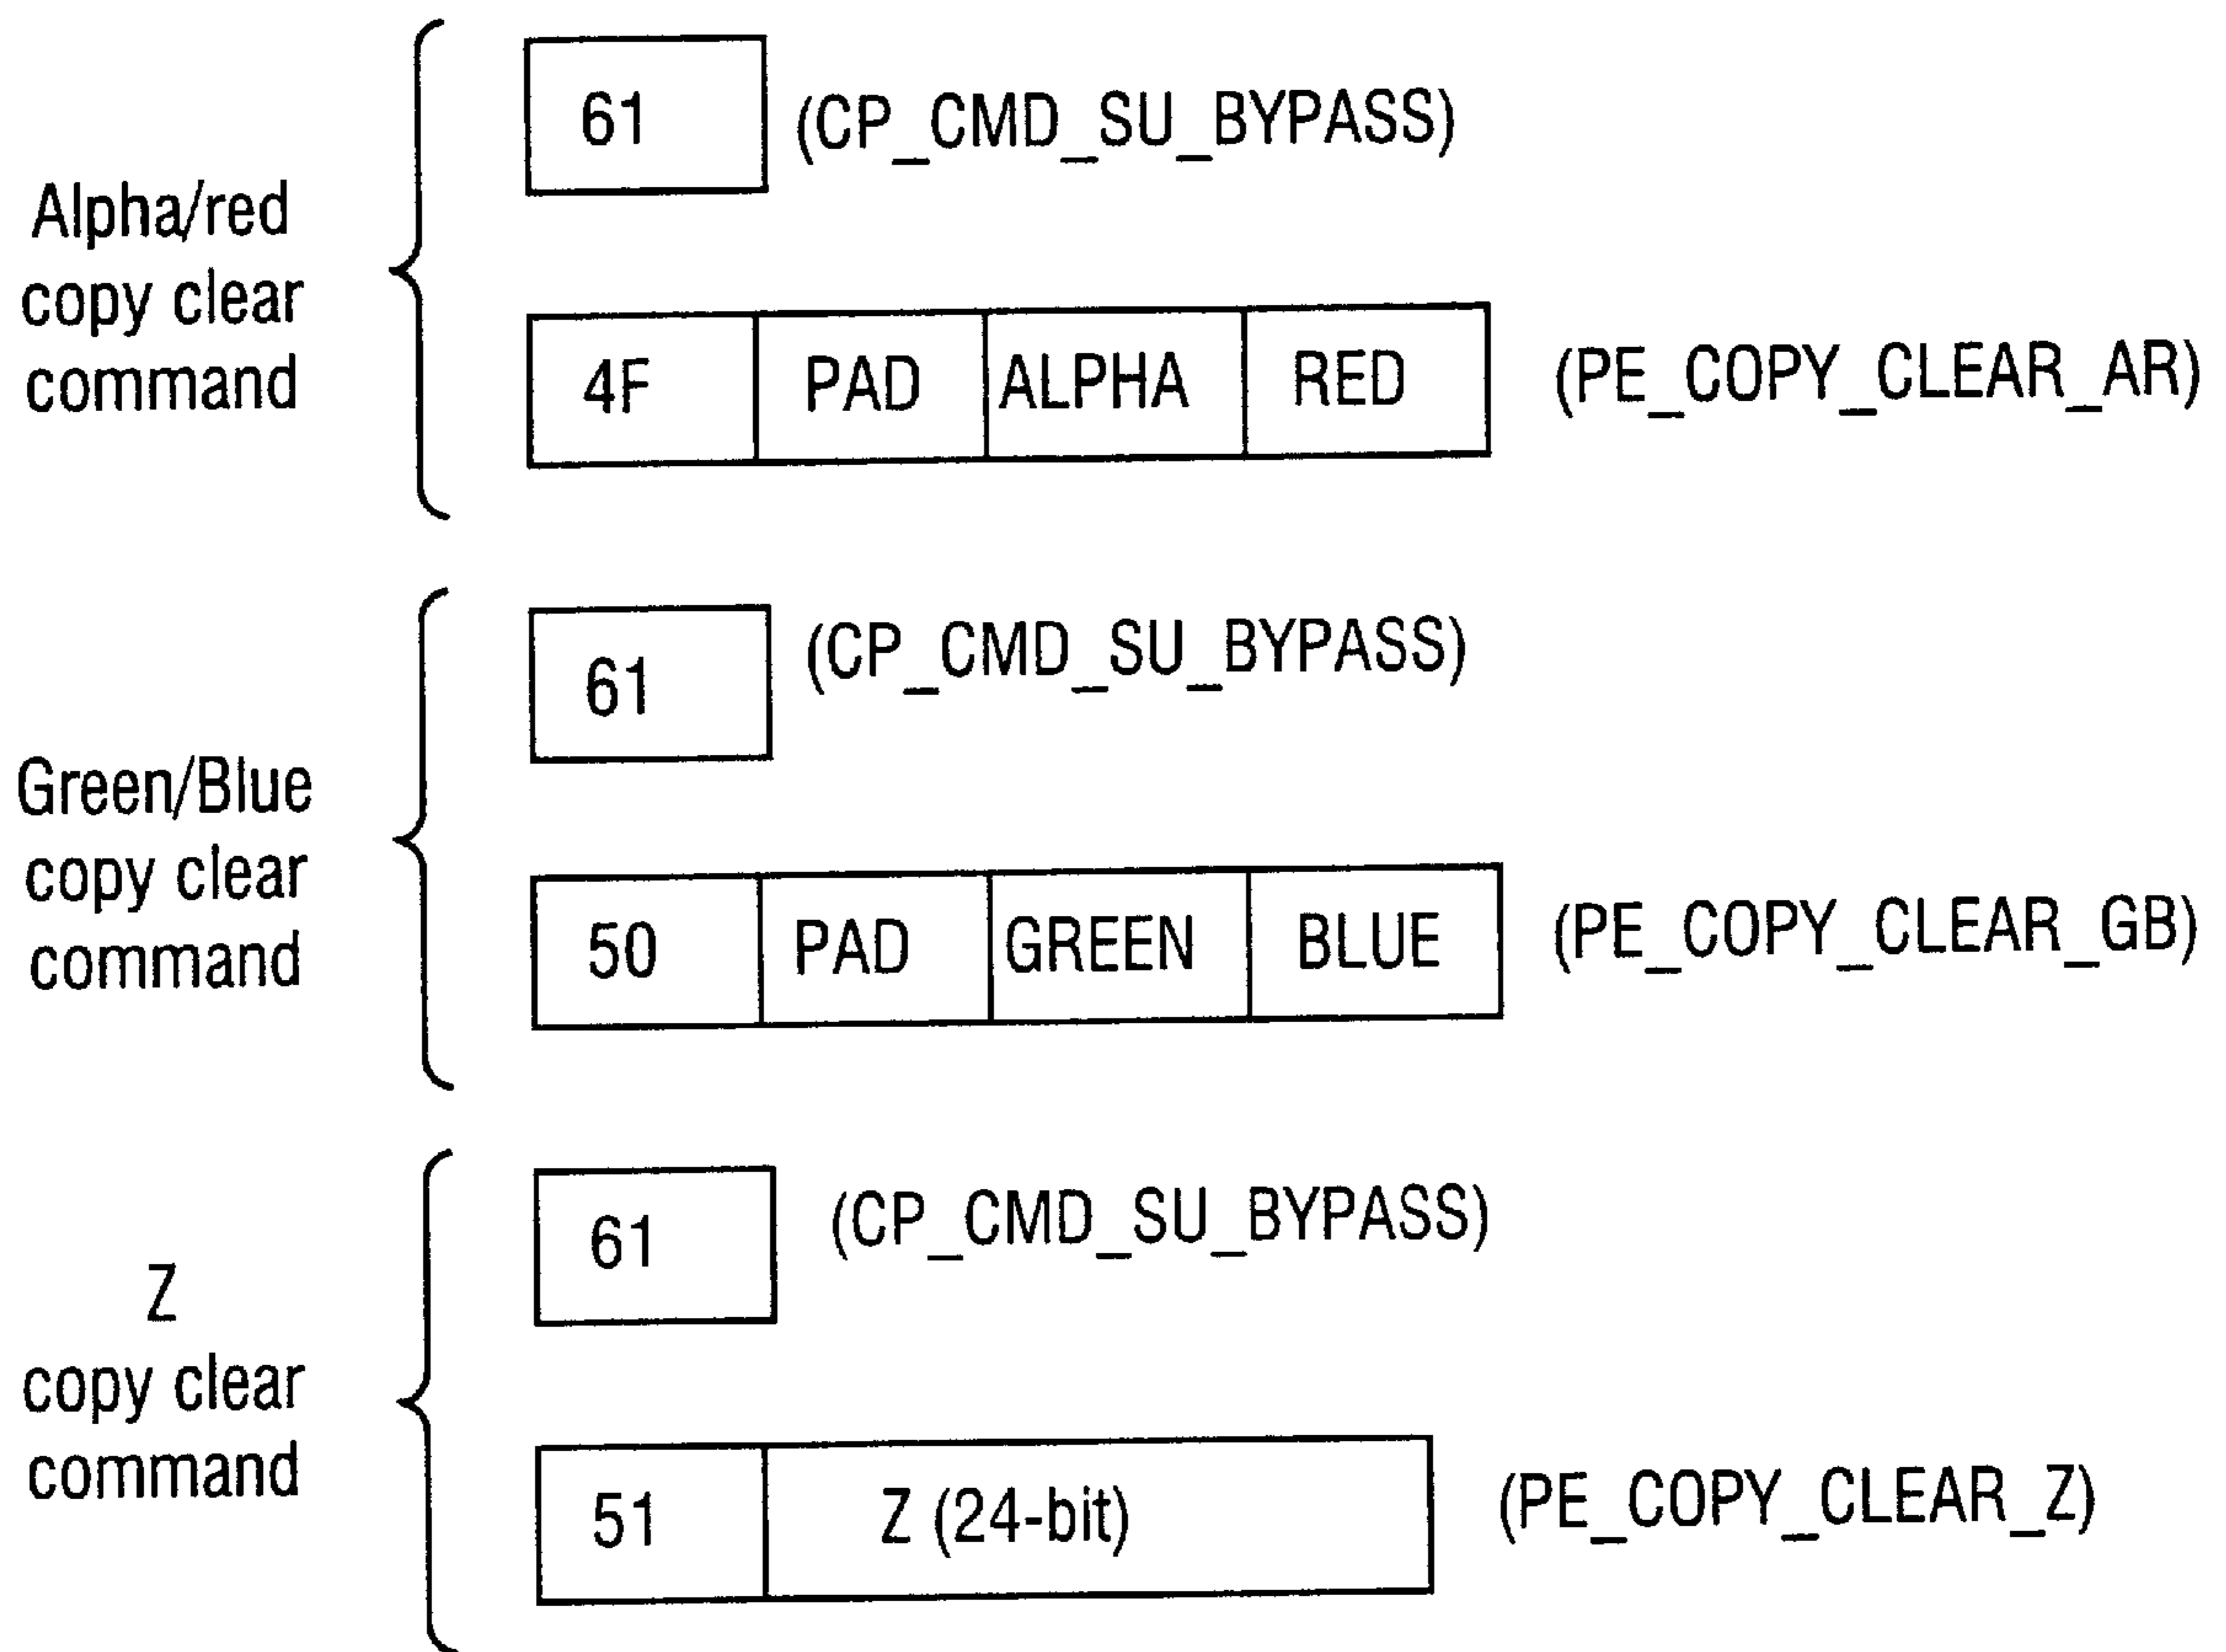 Alpha/red
copy clear
command
61 (CP_CMD_SU_BYPASS)
4F PAD ALPHA RED (PE_COPY_CLEAR_AR)
Green/Blue
copy clear
command
61 (CP_CMD_SU_BYPASS)
50 PAD GREEN BLUE (PE_COPY_CLEAR_GB)
Z
copy clear
command
61 (CP_CMD_SU_BYPASS)
51 Z (24-bit) (PE_COPY_CLEAR_Z)